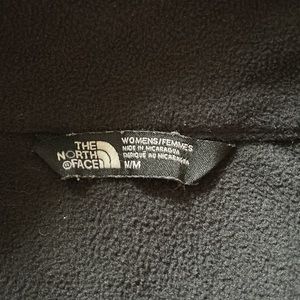 THE
NORTH
FACE
WOMENS/FEMMES
MADE IN NICARAGUA
FABRIQUÉ AU NICARAGUA
M/M